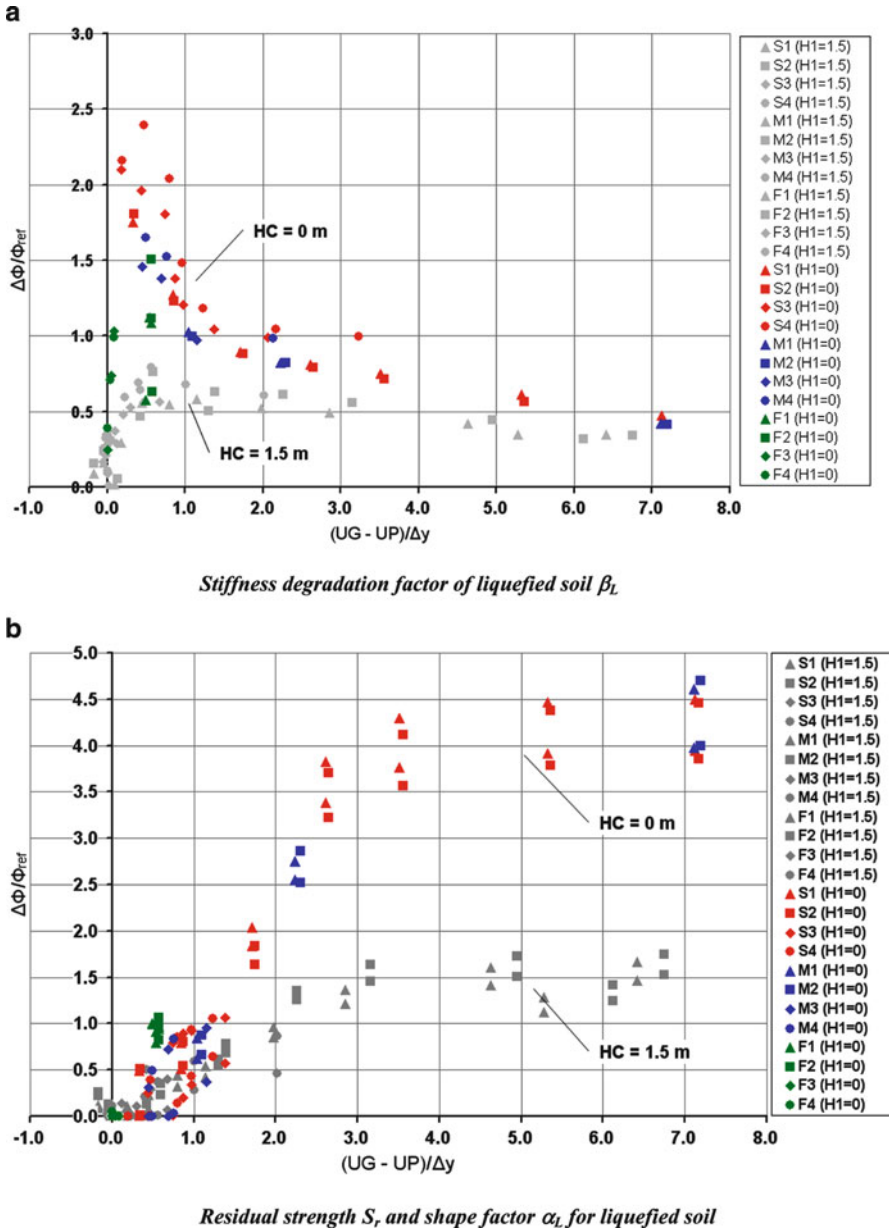 a
3.0
2.5
2.0
1.5
1.0
0.5
0.0
ΔΦ/Φref
HC = 0 m
HC = 1.5 m
-1.0 0.0 1.0 2.0 3.0 4.0 5.0 6.0 7.0 8.0
(UG - UP)/Δy
S1 (H1=1.5)
S2 (H1=1.5)
S3 (H1=1.5)
S4 (H1=1.5)
M1 (H1=1.5)
M2 (H1=1.5)
M3 (H1=1.5)
M4 (H1=1.5)
F1 (H1=1.5)
F2 (H1=1.5)
F3 (H1=1.5)
F4 (H1=1.5)
S1 (H1=0)
S2 (H1=0)
S3 (H1=0)
S4 (H1=0)
M1 (H1=0)
M2 (H1=0)
M3 (H1=0)
M4 (H1=0)
F1 (H1=0)
F2 (H1=0)
F3 (H1=0)
F4 (H1=0)
Stiffness degradation factor of liquefied soil βL
b
5.0
4.5
4.0
3.5
3.0
2.5
2.0
1.5
1.0
0.5
0.0
ΔΦ/Φref
HC = 0 m
HC = 1.5 m
-1.0 0.0 1.0 2.0 3.0 4.0 5.0 6.0 7.0 8.0
(UG - UP)/Δy
S1 (H1=1.5)
S2 (H1=1.5)
S3 (H1=1.5)
S4 (H1=1.5)
M1 (H1=1.5)
M2 (H1=1.5)
M3 (H1=1.5)
M4 (H1=1.5)
F1 (H1=1.5)
F2 (H1=1.5)
F3 (H1=1.5)
F4 (H1=1.5)
S1 (H1=0)
S2 (H1=0)
S3 (H1=0)
S4 (H1=0)
M1 (H1=0)
M2 (H1=0)
M3 (H1=0)
M4 (H1=0)
F1 (H1=0)
F2 (H1=0)
F3 (H1=0)
F4 (H1=0)
Residual strength Sr and shape factor αL for liquefied soil